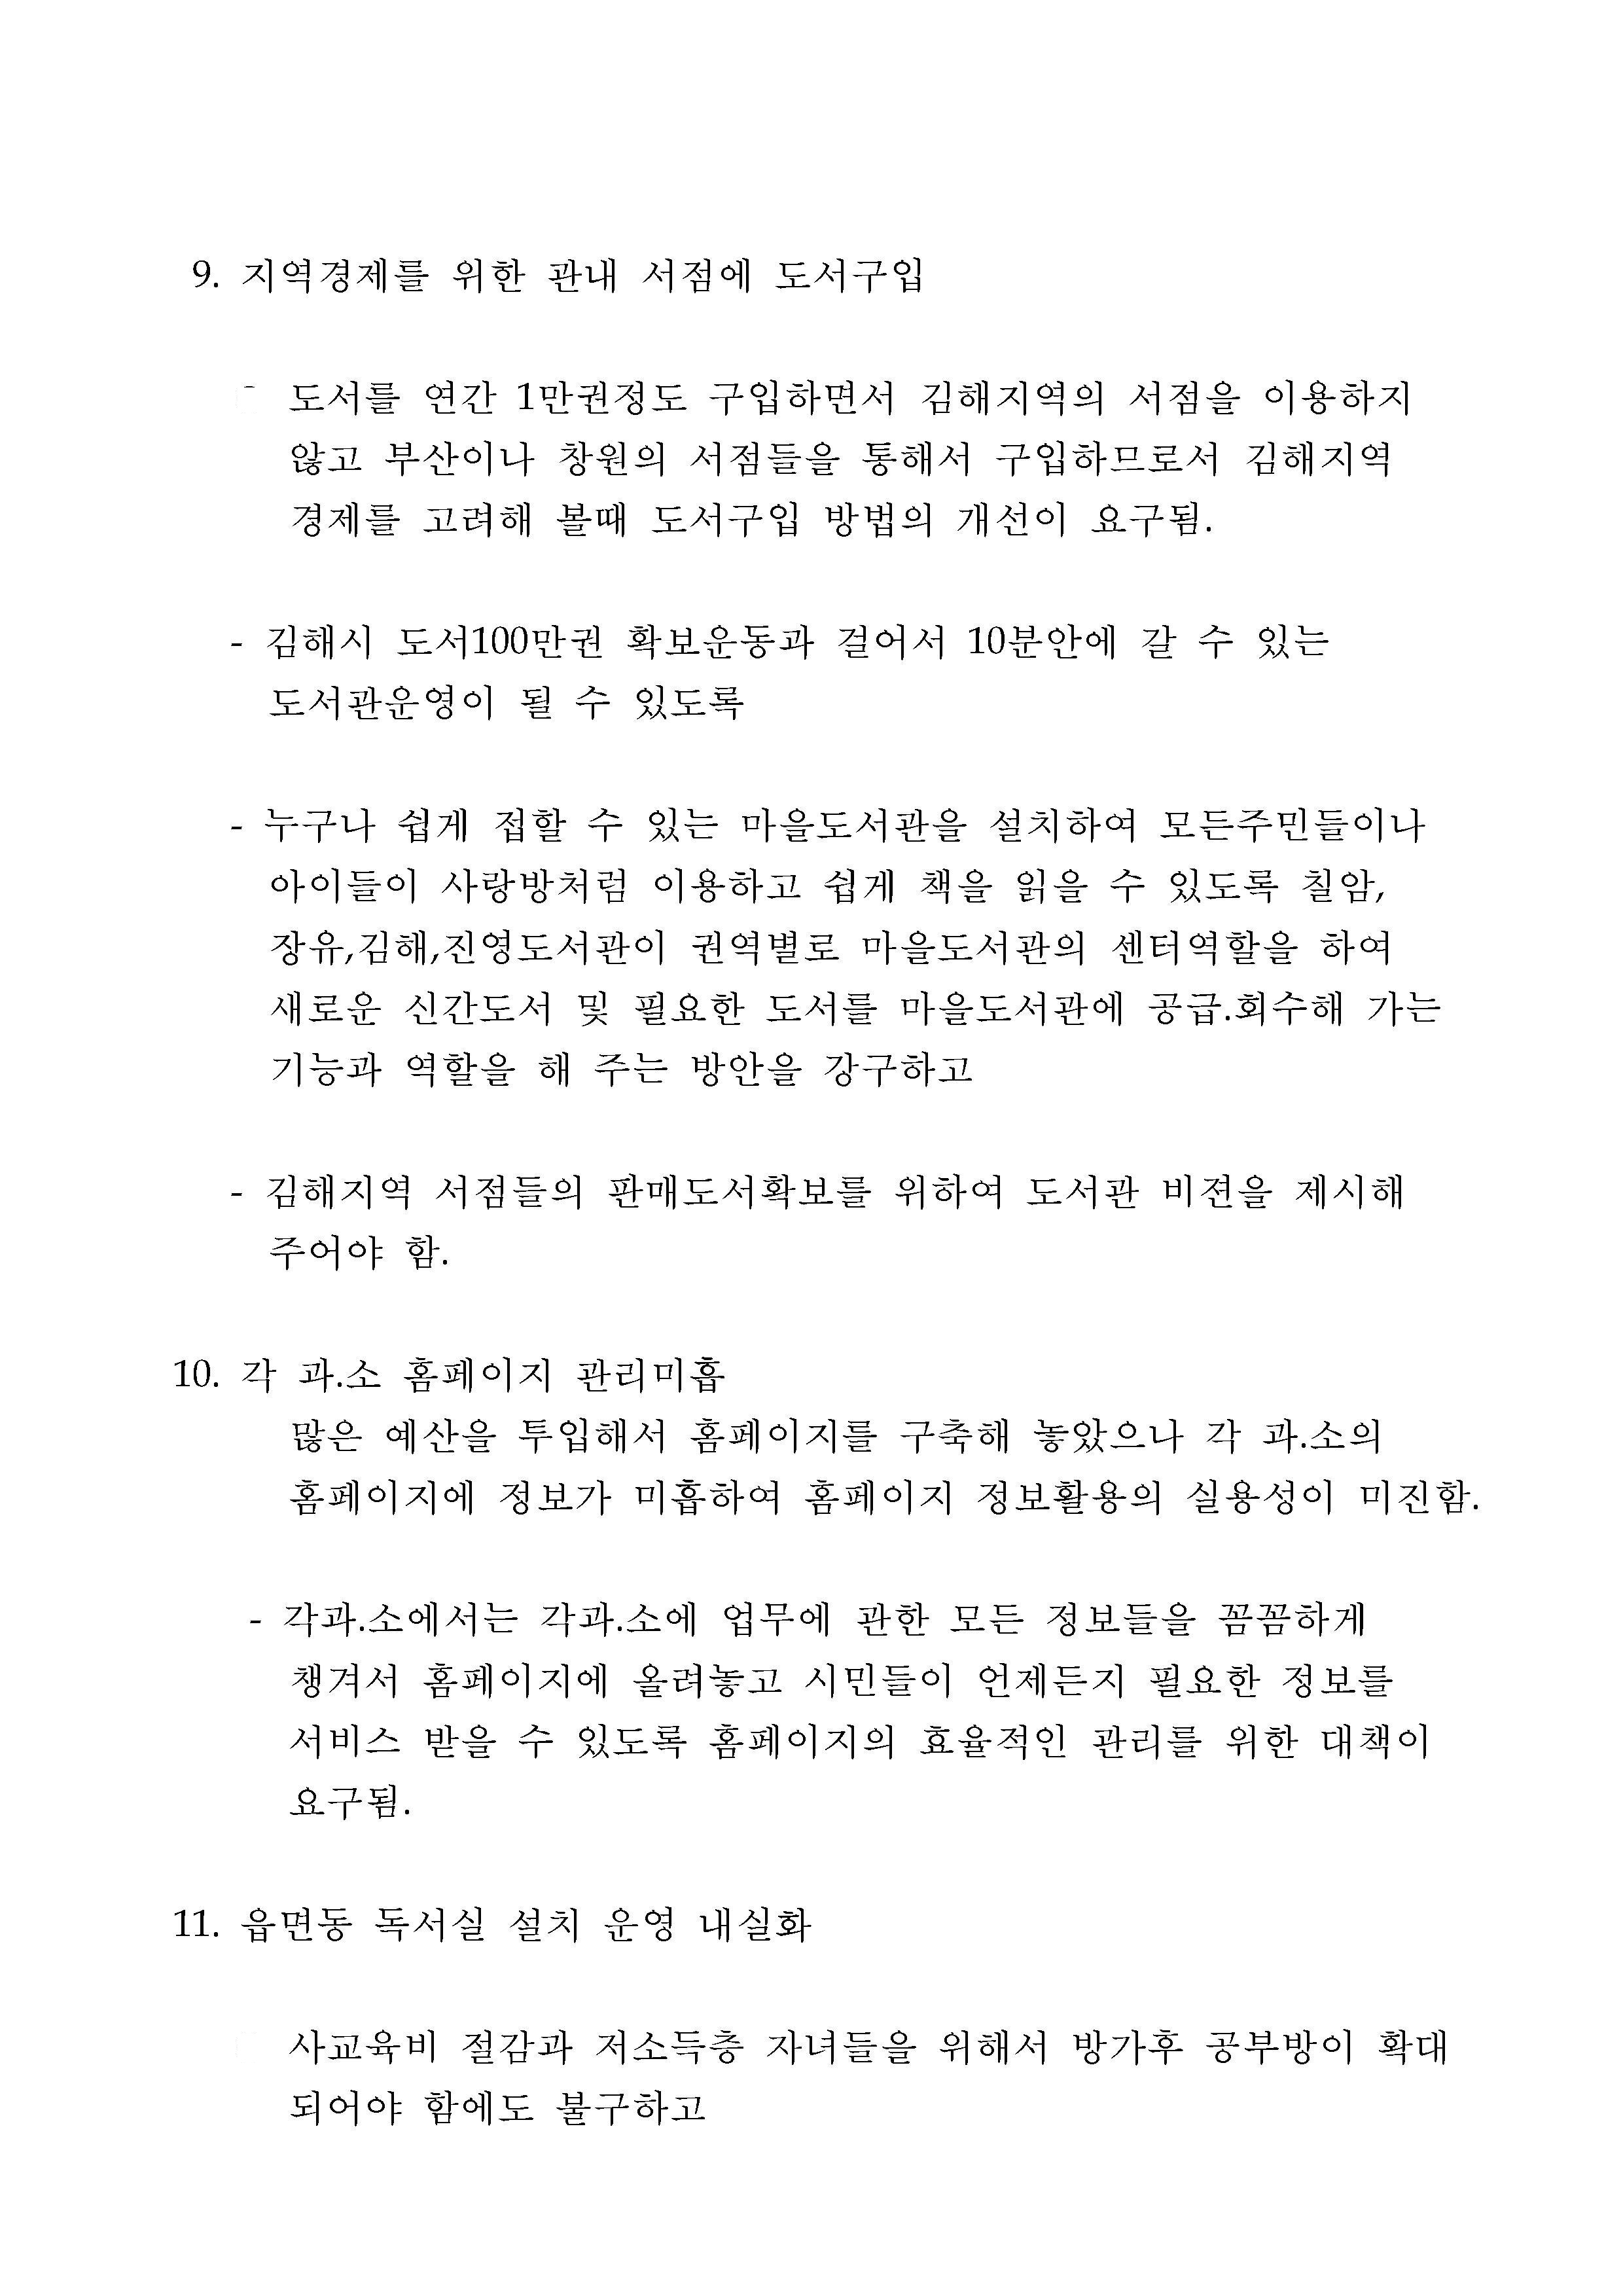 9. 지역경제를 위한 관내 서점에 도서구입
도서를 연간 1만권정도 구입하면서 김해지역의 서점을 이용하지
않고 부산이나 창원의 서점들을 통해서 구입하므로서 김해지역
경제를 고려해 볼때 도서구입 방법의 개선이 요구됨.
- 김해시 도서100만권 확보운동과 걸어서 10분안에 갈 수 있는
도서관운영이 될 수 있도록
- 누구나 쉽게 접할 수 있는 마을도서관을 설치하여 모든주민들이나
아이들이 사랑방처럼 이용하고 쉽게 책을 읽을 수 있도록 칠암,
장유,김해,진영도서관이 권역별로 마을도서관의 센터역할을 하여
새로운 신간도서 및 필요한 도서를 마을도서관에 공급.회수해 가는
기능과 역할을 해 주는 방안을 강구하고
- 김해지역 서점들의 판매도서확보를 위하여 도서관 비젼을 제시해
주어야 함.
10. 각 과.소 홈페이지 관리미흡
많은 예산을 투입해서 홈페이지를 구축해 놓았으나 각 과.소의
홈페이지에 정보가 미흡하여 홈페이지 정보활용의 실용성이 미진함.
- 각과.소에서는 각과.소에 업무에 관한 모든 정보들을 꼼꼼하게
챙겨서 홈페이지에 올려놓고 시민들이 언제든지 필요한 정보를
서비스 받을 수 있도록 홈페이지의 효율적인 관리를 위한 대책이
요구됨.
11. 읍면동 독서실 설치 운영 내실화
사교육비 절감과 저소득층 자녀들을 위해서 방가후 공부방이 확대
되어야 함에도 불구하고